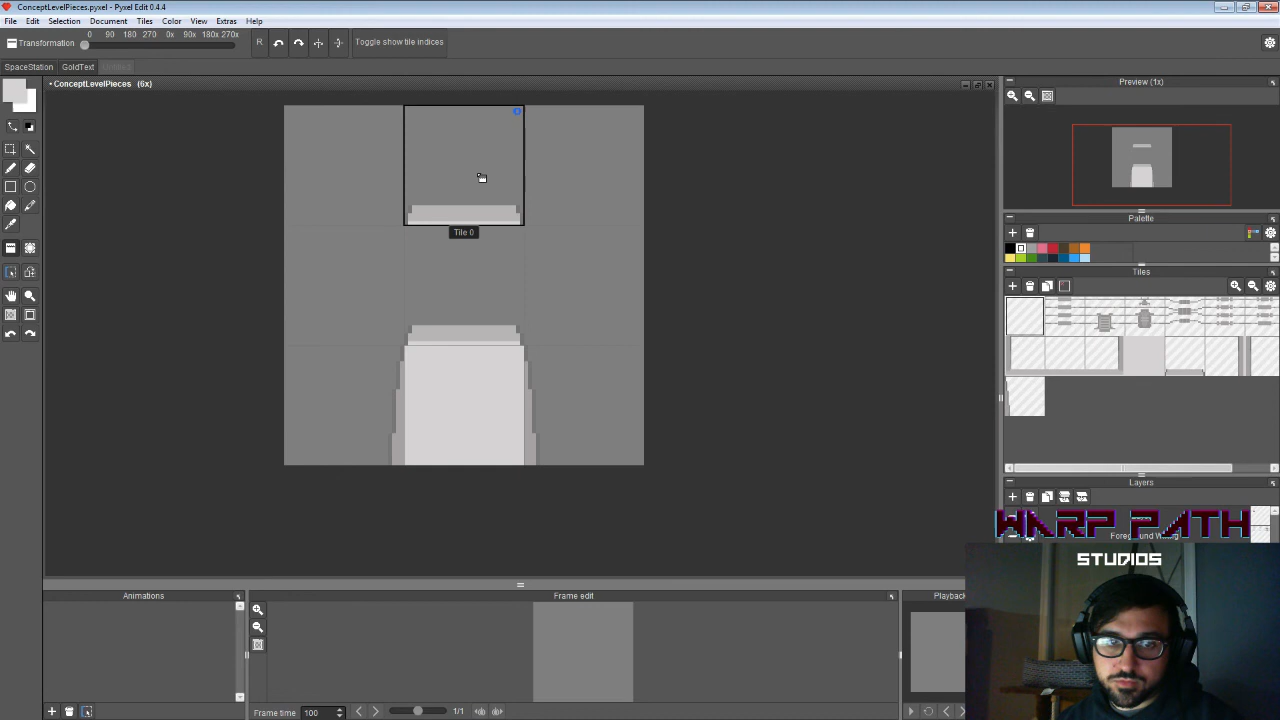 ConceptLevelPieces.pyxel - Pyxel Edit 0.4.4
File Edit Selection Document Tiles Color View Extras Help
Transformation
0 90 180 270 0x 90x 180x 270x
R
Toggle show tile indices
SpaceStation GoldText Untitled
• ConceptLevelPieces (6x)
Preview (1x)
Palette
Tile 0
Tiles
Layers
WARP PATH
STUDIOS
Animations
Frame edit
Playback
Frame time 100
1/1